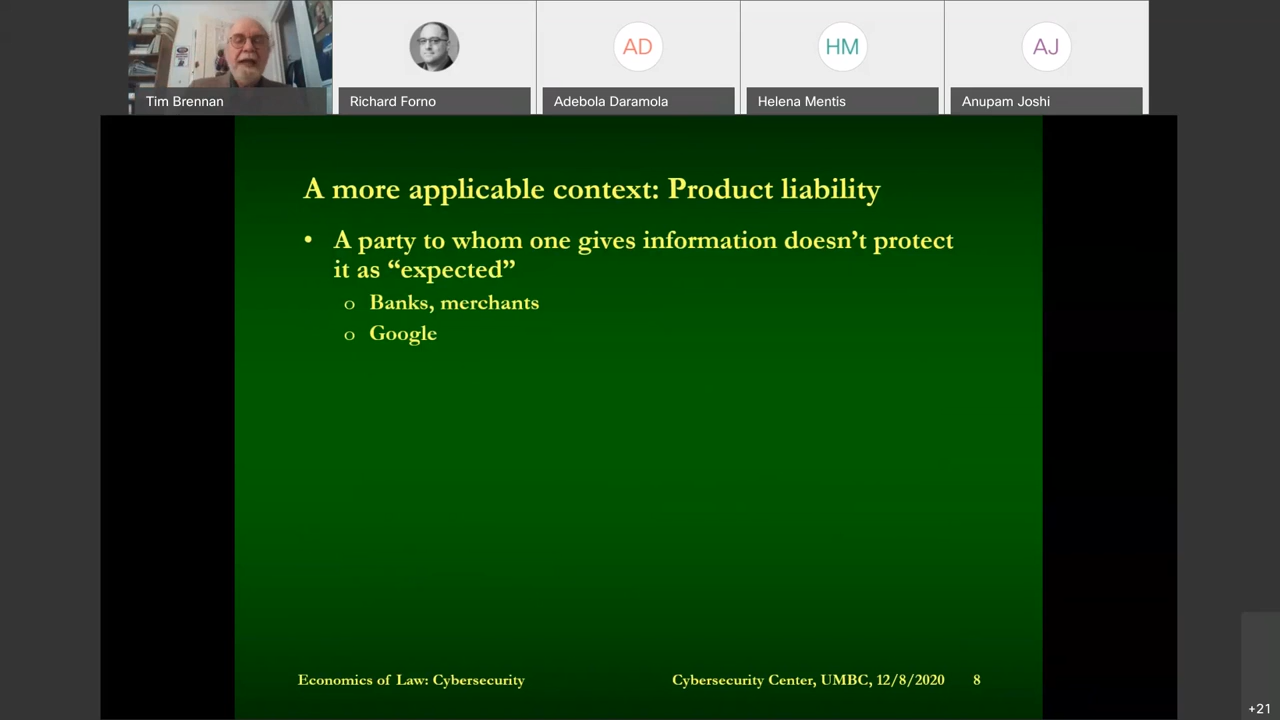 Tim Brennan
Richard Forno
AD
Adebola Daramola
HM
Helena Mentis
AJ
Anupam Joshi
A more applicable context: Product liability
• A party to whom one gives information doesn’t protect
it as “expected”
o Banks, merchants
o Google
Economics of Law: Cybersecurity
Cybersecurity Center, UMBC, 12/8/2020 8
+21